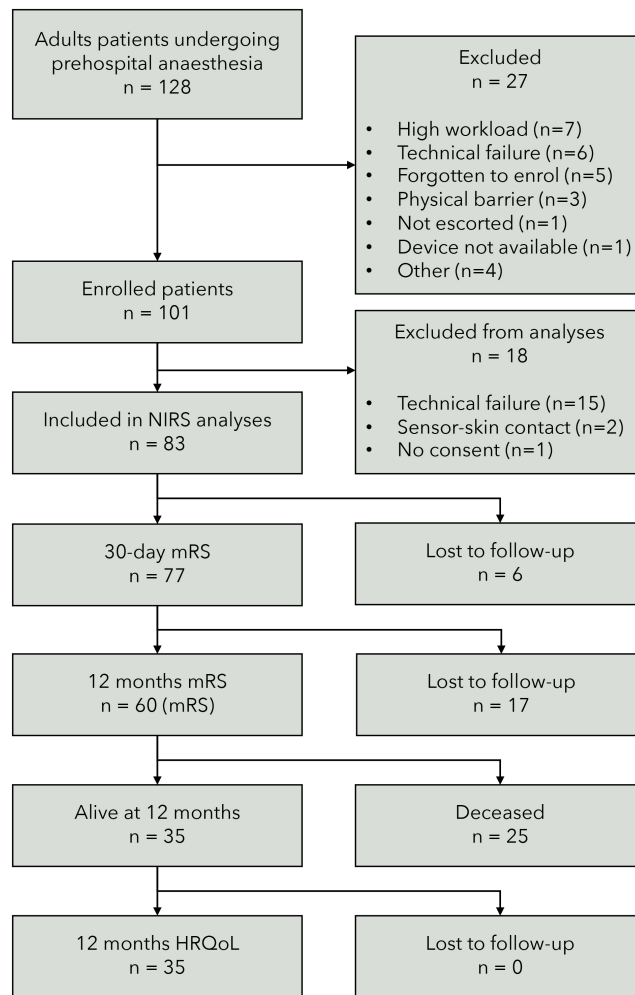 Adults patients undergoing
prehospital anaesthesia
n = 128
Excluded
n = 27
• High workload (n=7)
• Technical failure (n=6)
• Forgotten to enrol (n=5)
• Physical barrier (n=3)
• Not escorted (n=1)
• Device not available (n=1)
• Other (n=4)
Enrolled patients
n = 101
Excluded from analyses
n = 18
• Technical failure (n=15)
• Sensor-skin contact (n=2)
• No consent (n=1)
Included in NIRS analyses
n = 83
30-day mRS
n = 77
Lost to follow-up
n = 6
12 months mRS
n = 60 (mRS)
Lost to follow-up
n = 17
Alive at 12 months
n = 35
Deceased
n = 25
12 months HRQoL
n = 35
Lost to follow-up
n = 0